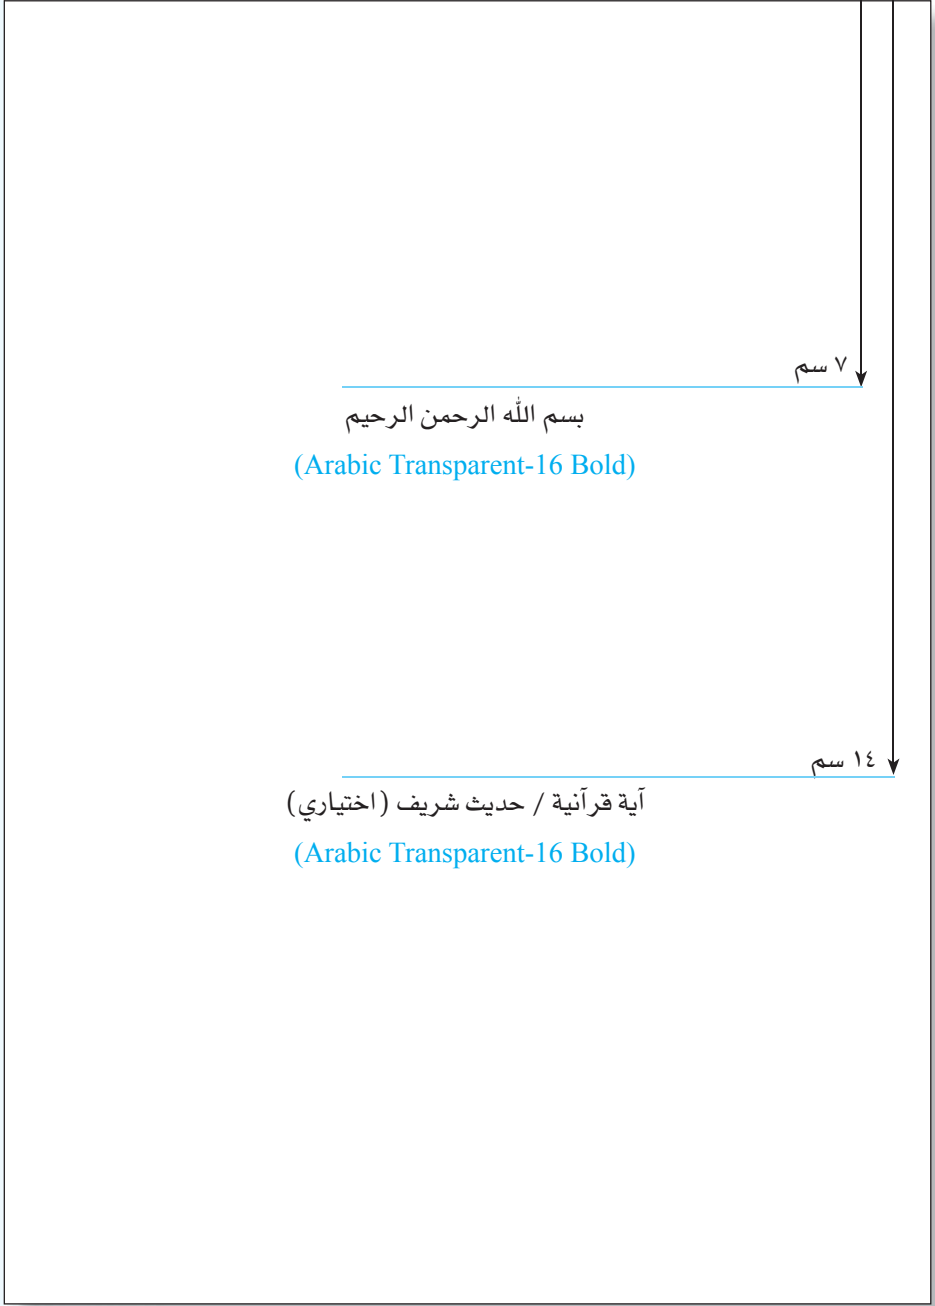 ٧ سم
بسم الله الرحمن الرحيم
(Arabic Transparent-16 Bold)
١٤ سم
آية قرآنية / حديث شريف (اختياري)
(Arabic Transparent-16 Bold)